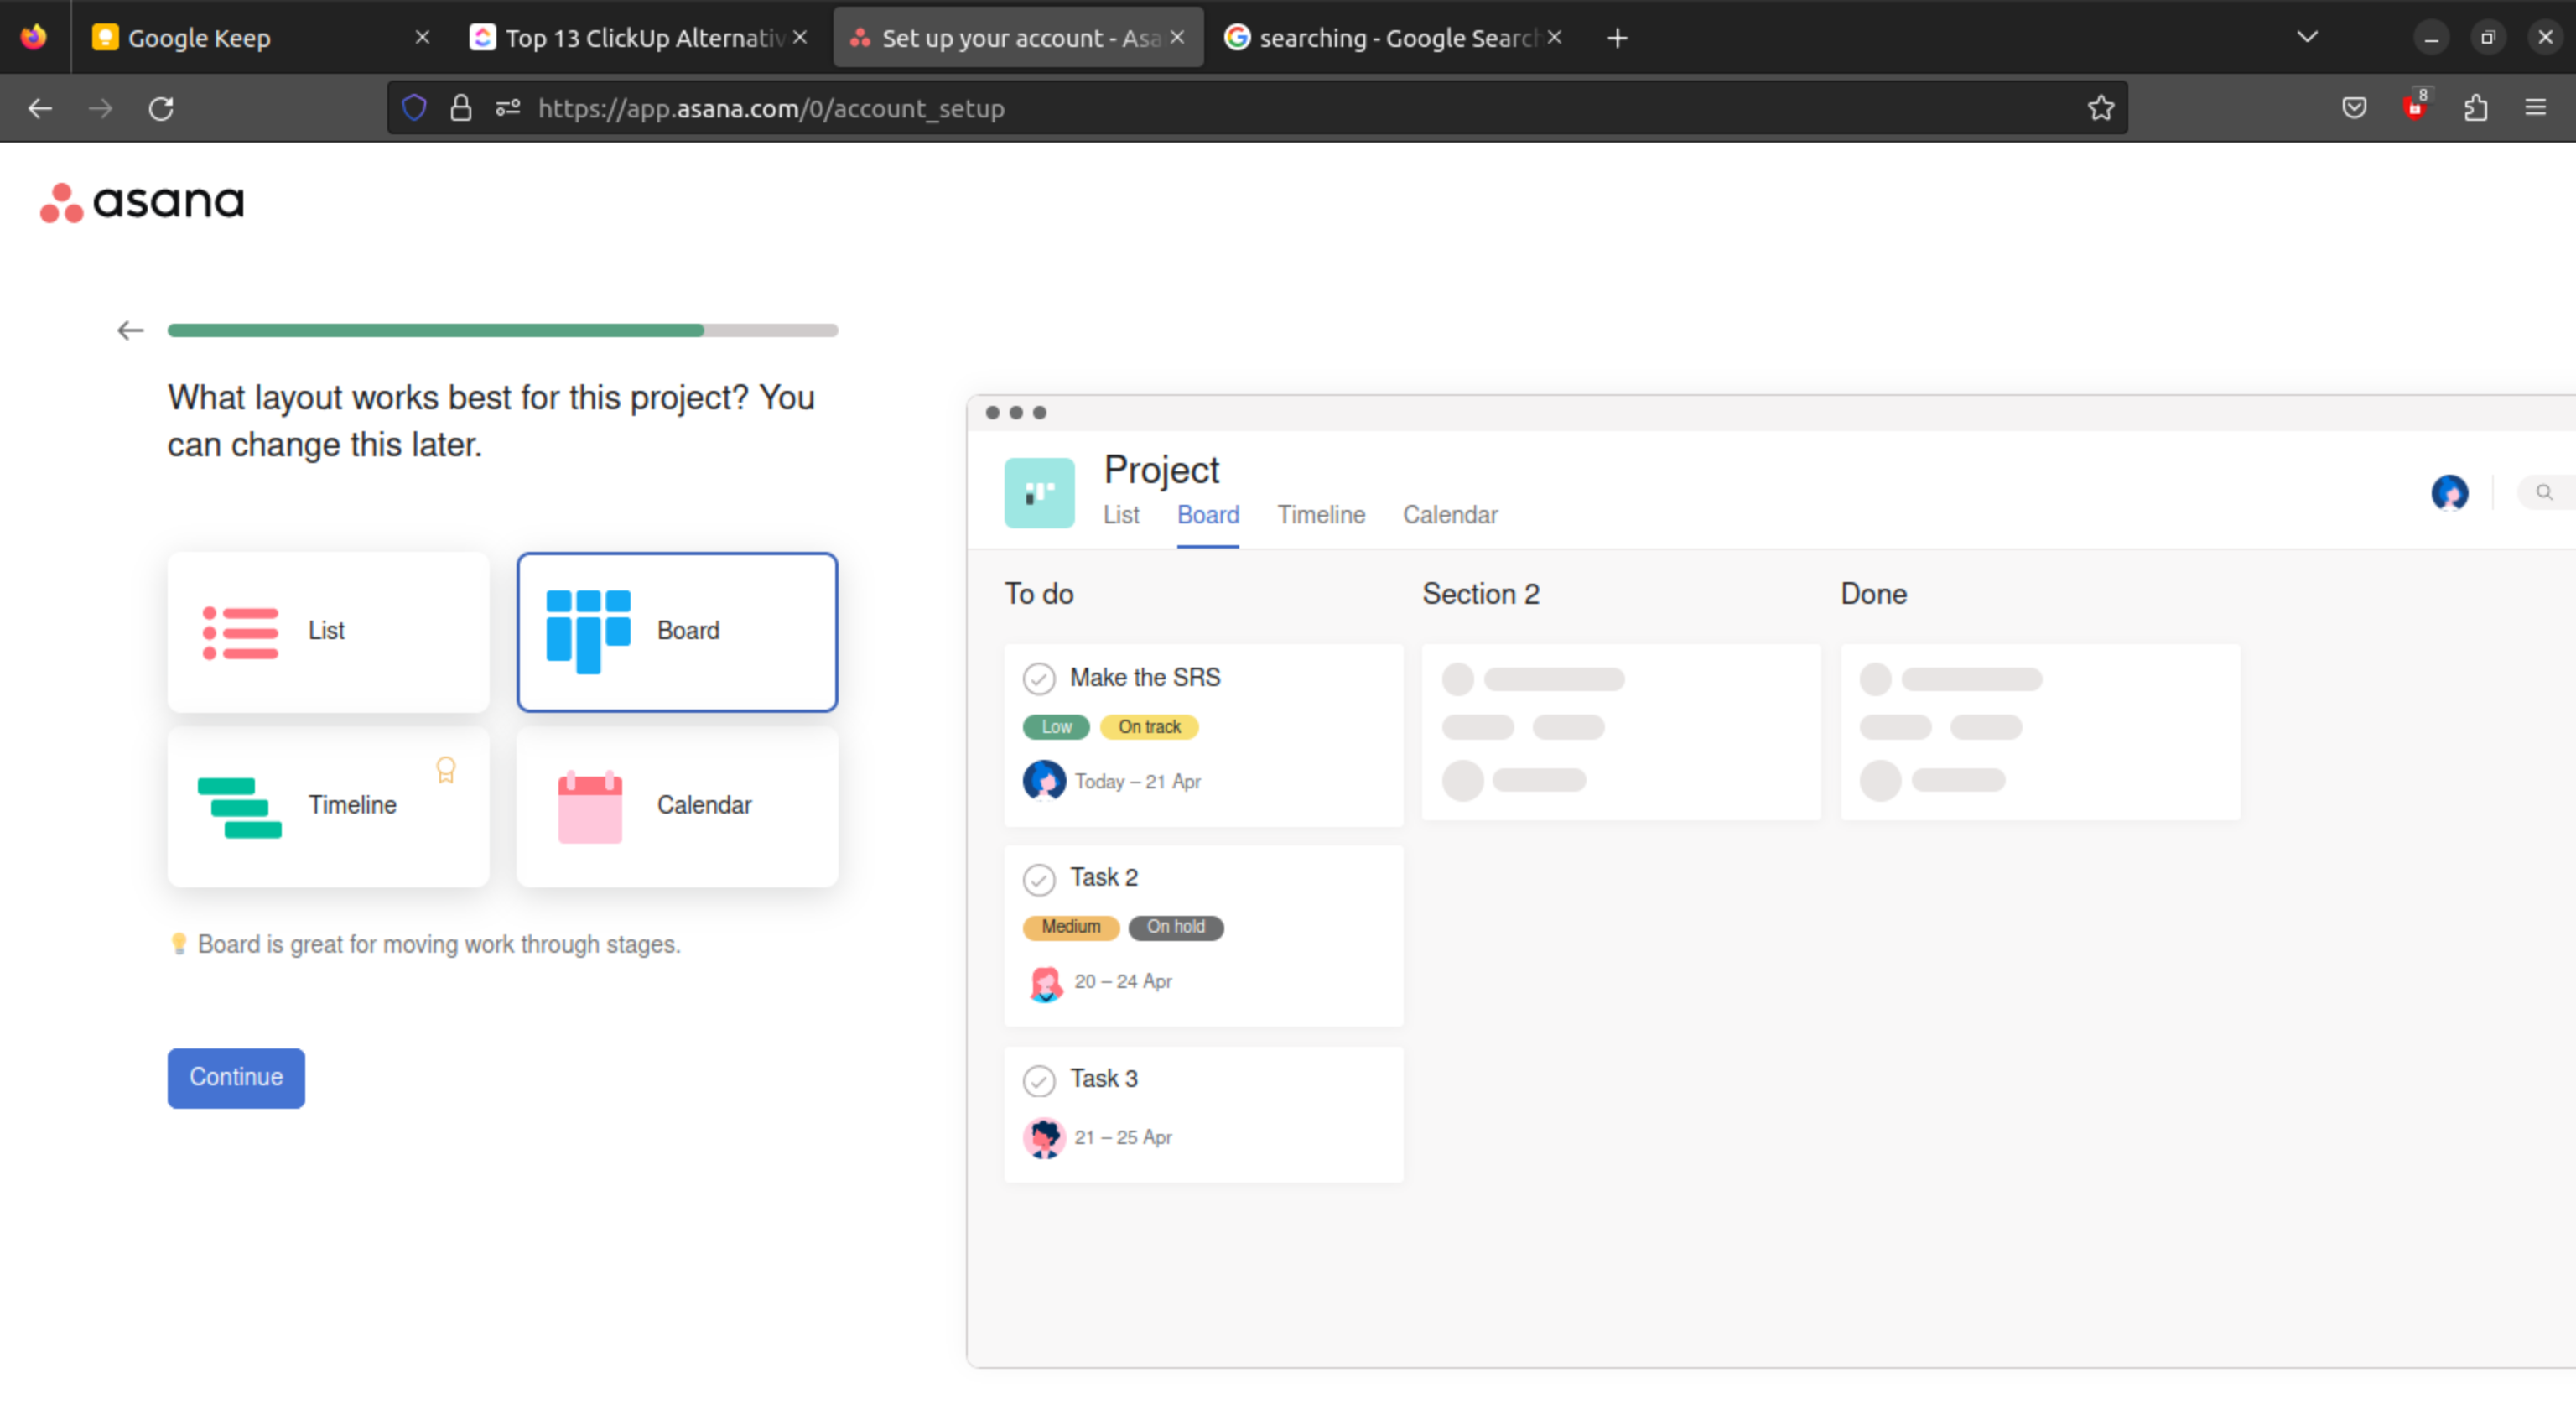 Google Keep
Top 13 ClickUp Alternativ
Set up your account - Asa
searching - Google Search
https://app.asana.com/0/account_setup
8
asana
What layout works best for this project? You
can change this later.
List
Board
Timeline
Calendar
Board is great for moving work through stages.
Continue
Project
List Board Timeline Calendar
To do
Make the SRS
Low On track
Today – 21 Apr
Task 2
Medium On hold
20 – 24 Apr
Task 3
21 – 25 Apr
Section 2
Done